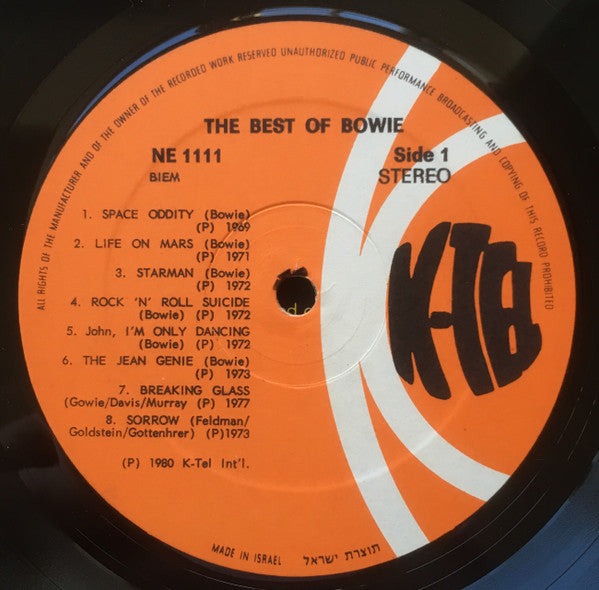 ALL RIGHTS OF THE MANUFACTURER AND OF THE OWNER OF THE RECORDED WORK RESERVED UNAUTHORIZED PUBLIC PERFORMANCE BROADCASTING AND COPYING OF THIS RECORD PROHIBITED
THE BEST OF BOWIE
NE 1111 Side 1
BIEM STEREO
1. SPACE ODDITY (Bowie)
(P) 1969
2. LIFE ON MARS (Bowie)
(P) 1971
3. STARMAN (Bowie)
(P) 1972
4. ROCK 'N' ROLL SUICIDE
(Bowie) (P) 1972
5. John, I'M ONLY DANCING
(Bowie) (P) 1972
6. THE JEAN GENIE (Bowie)
(P) 1973
7. BREAKING GLASS
(Gowie/Davis/Murray (P) 1977
8. SORROW (Feldman/
Goldstein/Gottenhrer) (P)1973
(P) 1980 K-Tel Int'l.
K-TEL
MADE IN ISRAEL תוצרת ישראל